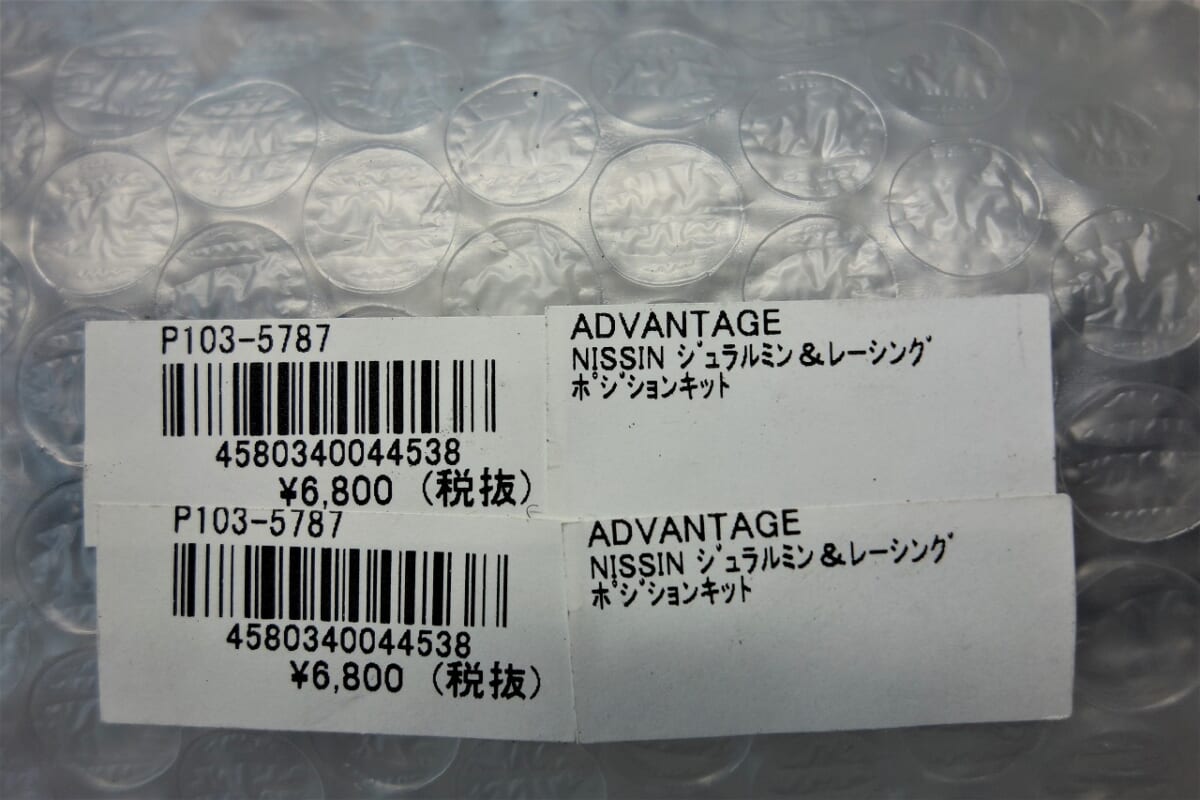 P103-5787
4580340044538
¥6,800 (税抜)
ADVANTAGE
NISSIN ジュラルミン&レーシング
ポジションキット
P103-5787
4580340044538
¥6,800 (税抜)
ADVANTAGE
NISSIN ジュラルミン&レーシング
ポジションキット